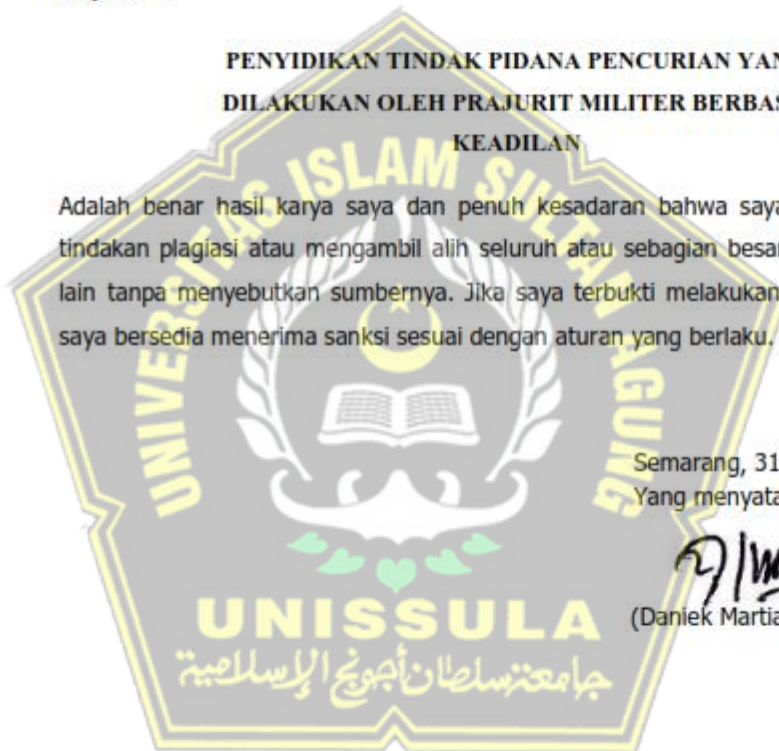 PENYIDIKAN TINDAK PIDANA PENCURIAN YAN
DILAKUKAN OLEH PRAJURIT MILITER BERBAS
KEADILAN
Adalah benar hasil karya saya dan penuh kesadaran bahwa saya
tindakan plagiasi atau mengambil alih seluruh atau sebagian besar
lain tanpa menyebutkan sumbernya. Jika saya terbukti melakukan
saya bersedia menerima sanksi sesuai dengan aturan yang berlaku.
Semarang, 31
Yang menyata
(Daniek Martia
UNIVERSITAS ISLAM SULTAN AGUNG
UNISSULA
جامعة سلطان أجونج الإسلامية